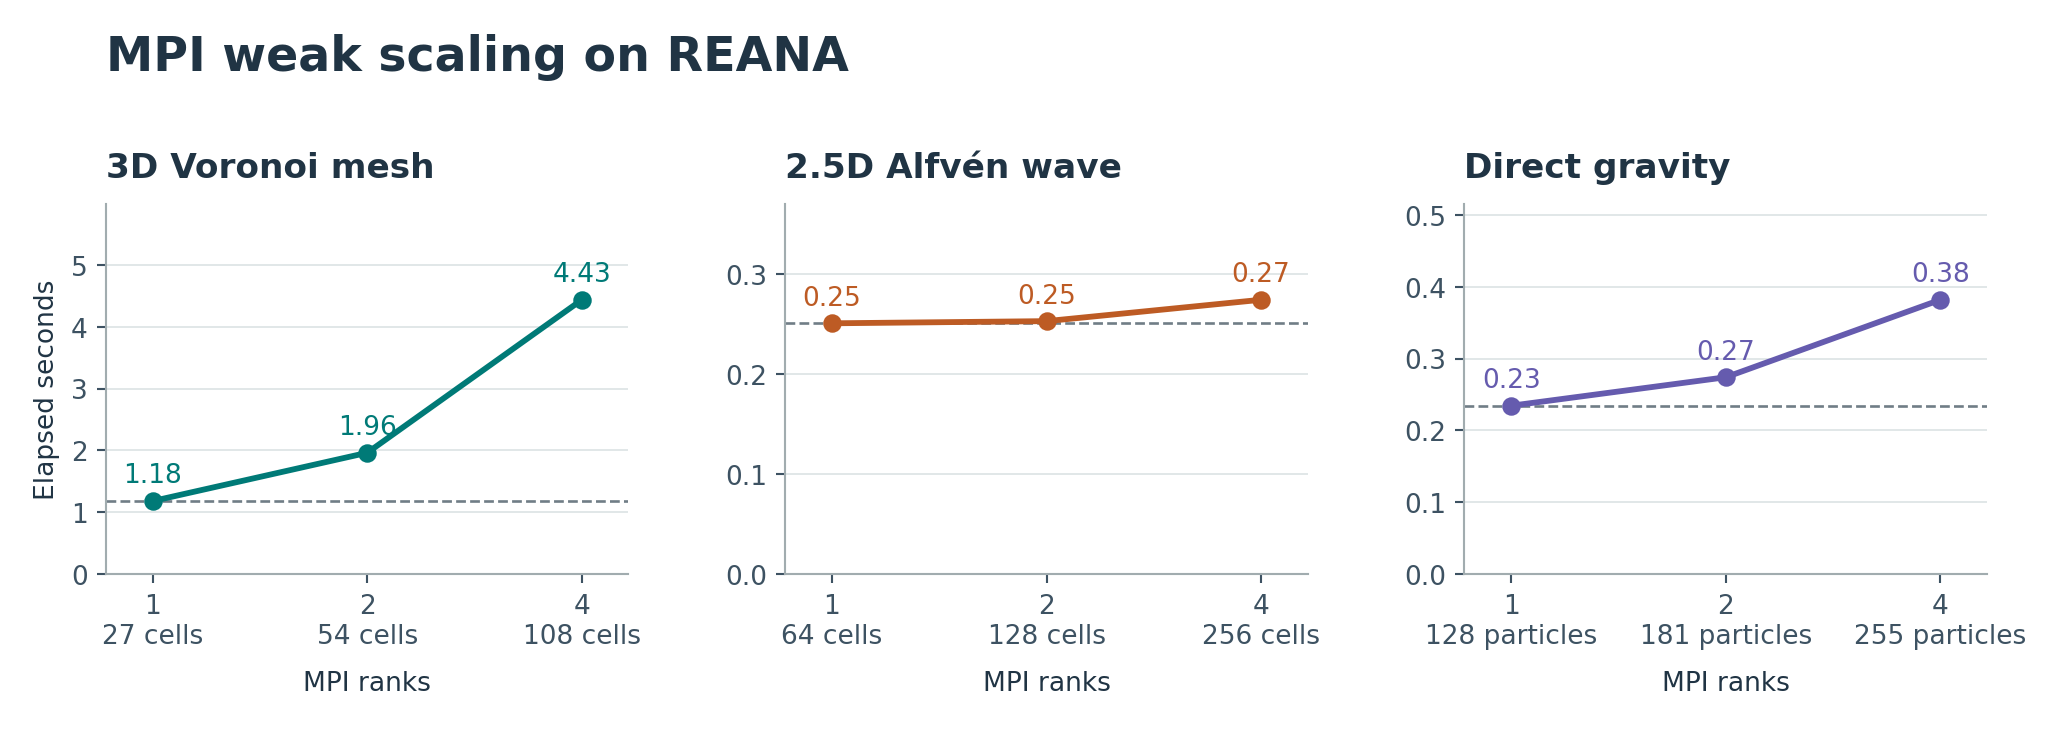 MPI weak scaling on REANA
3D Voronoi mesh
Elapsed seconds
5
4
3
2
1
0
1.18
1.96
4.43
1
27 cells
2
54 cells
4
108 cells
MPI ranks
2.5D Alfvén wave
0.3
0.2
0.1
0.0
0.25
0.25
0.27
1
64 cells
2
128 cells
4
256 cells
MPI ranks
Direct gravity
0.5
0.4
0.3
0.2
0.1
0.0
0.23
0.27
0.38
1
128 particles
2
181 particles
4
255 particles
MPI ranks